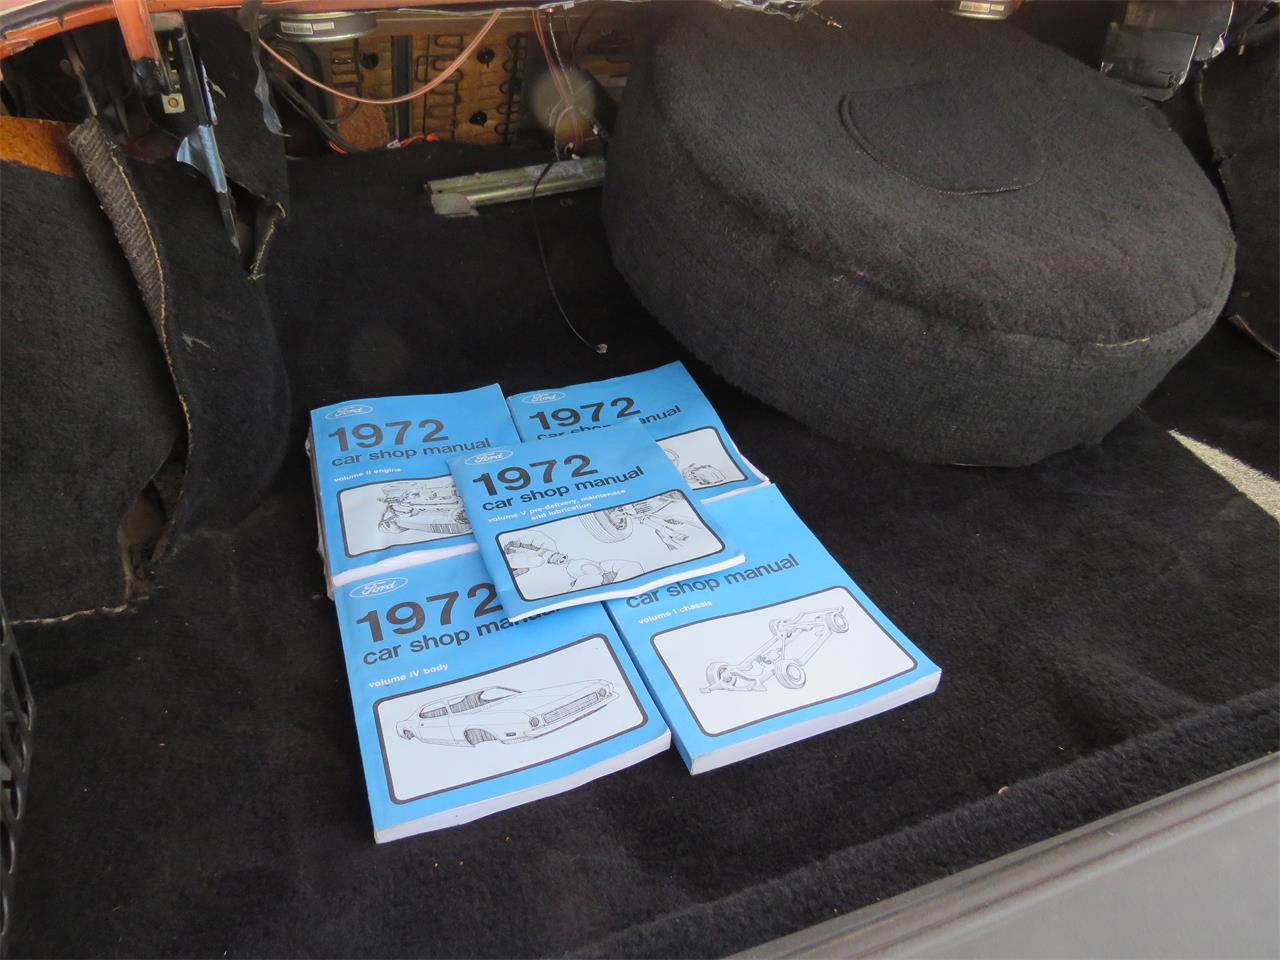 Ford
1972
car shop manual
volume II engine
Ford
1972
car shop manual
Ford
1972
car shop manual
volume V pre-delivery, maintenace
and lubrication
Ford
1972
car shop manual
volume IV body
car shop manual
volume I chassis